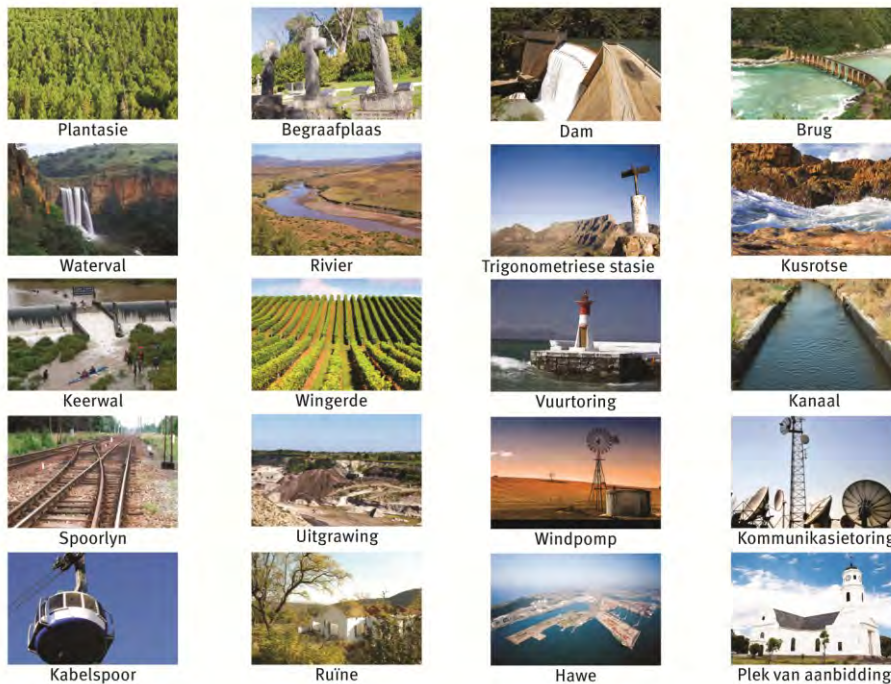 Plantasie
Begraafplaas
Dam
Brug
Waterval
Rivier
Trigonometriese stasie
Kusrotse
Keerwal
Wingerde
Vuurtoring
Kanaal
Spoorlyn
Uitgrawing
Windpomp
Kommunikasietoring
Kabelspoor
Ruïne
Hawe
Plek van aanbidding